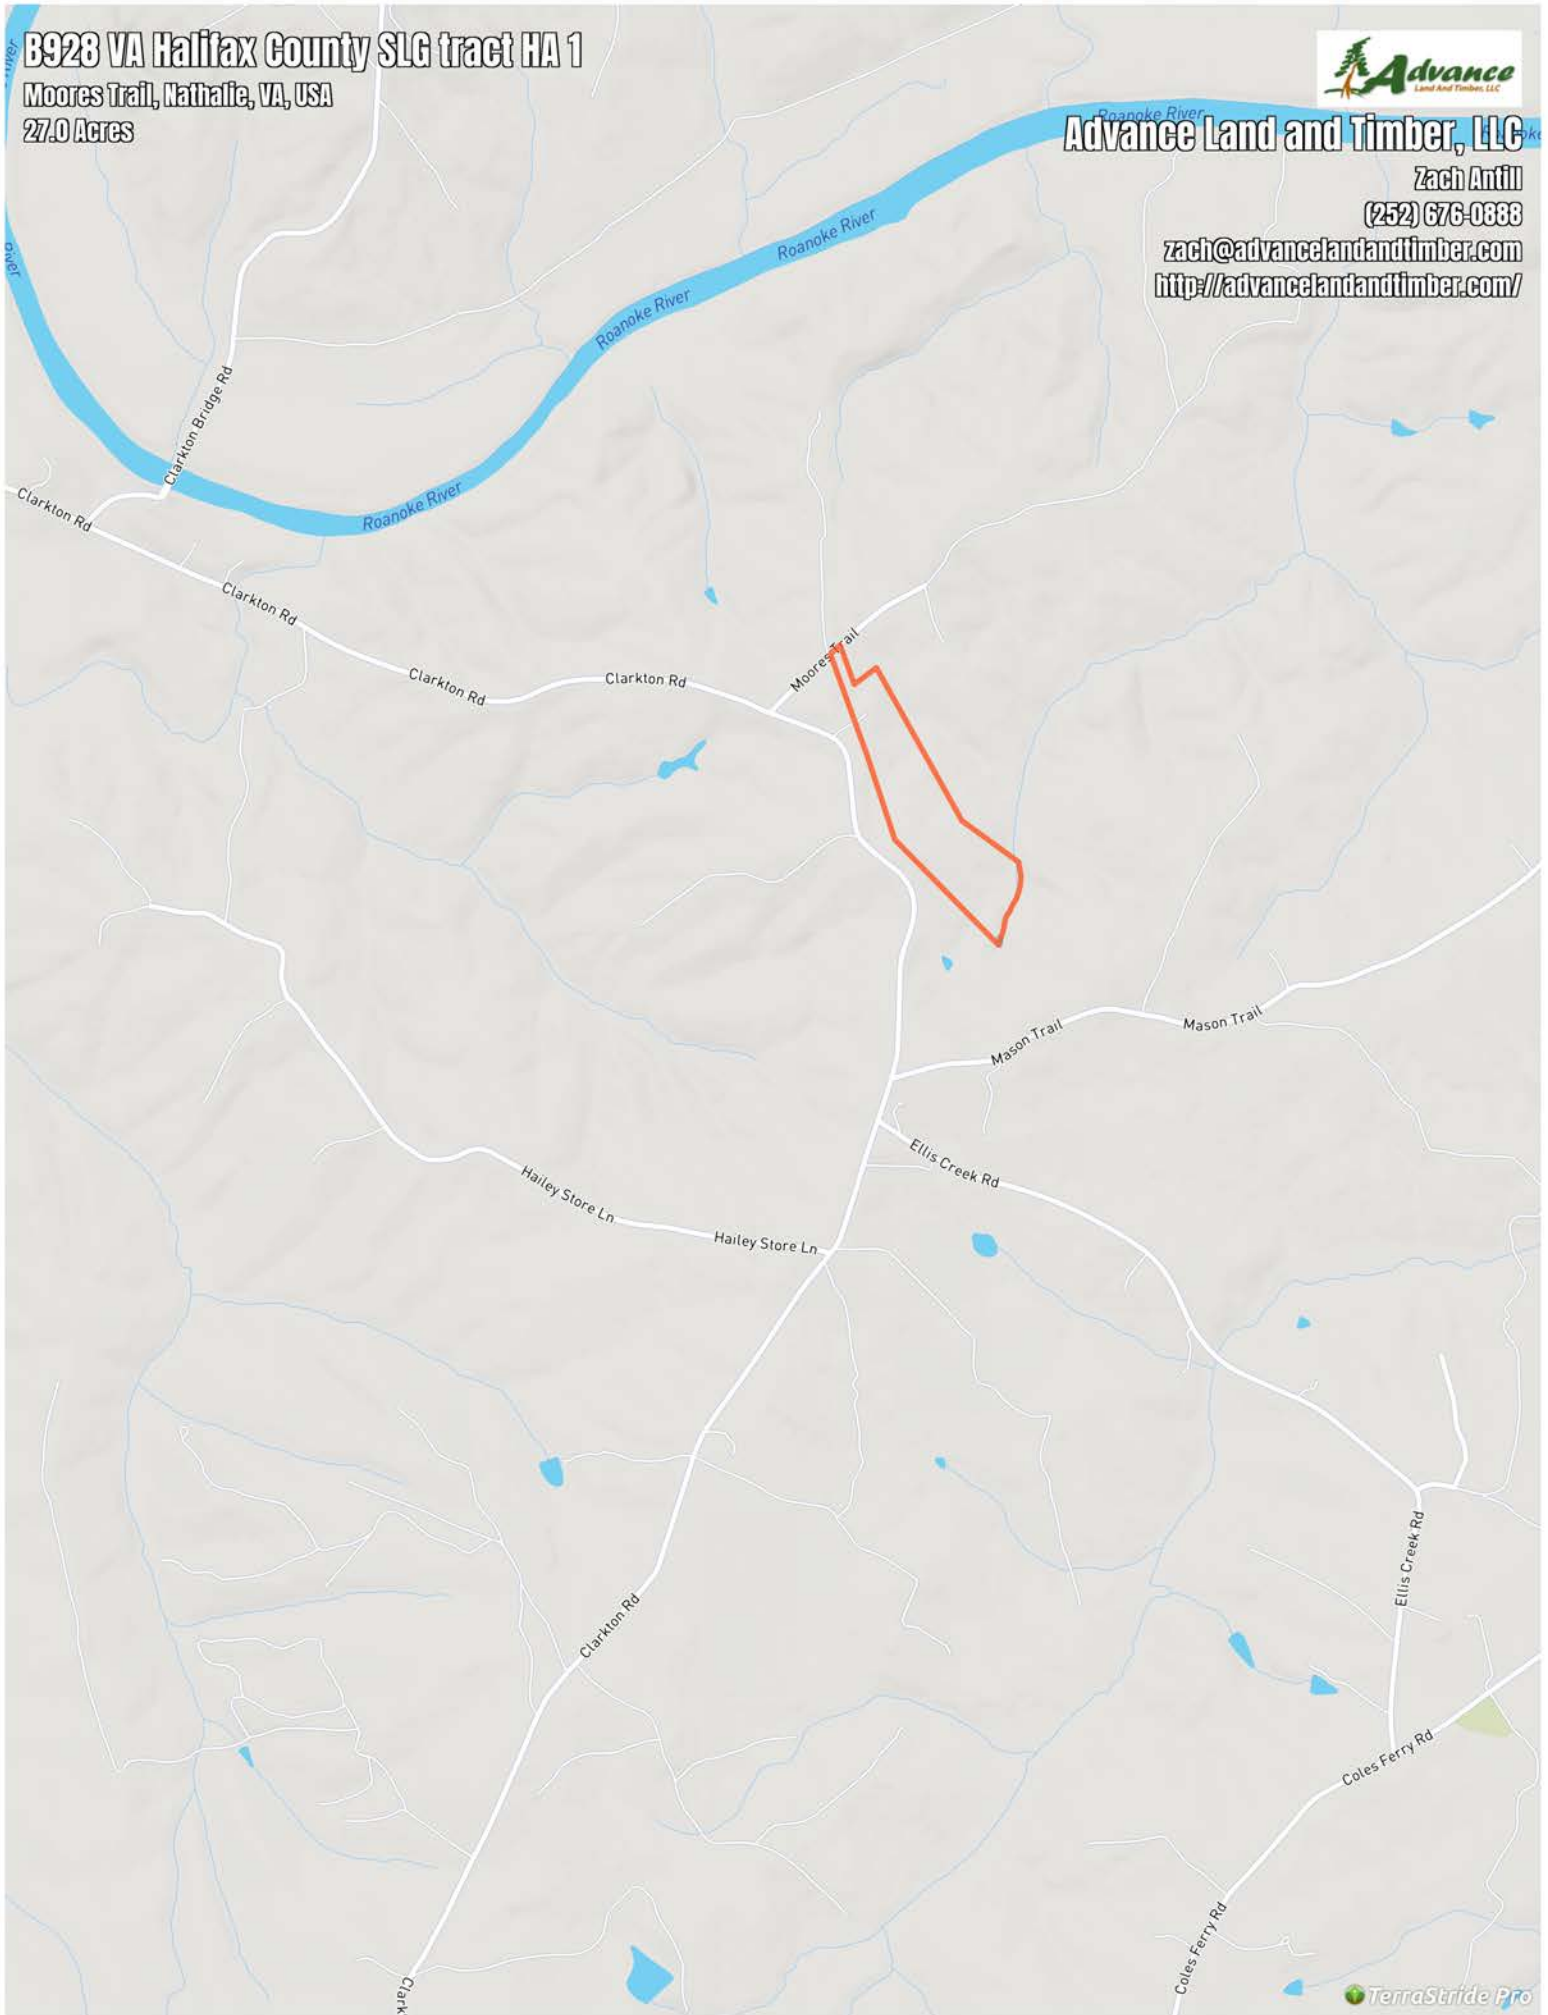 B928 VA Halifax County SLG tract HA 1
Moores Trail, Nathalie, VA, USA
27.0 Acres
Advance
Land And Timber, LLC
Advance Land and Timber, LLC
Zach Antill
(252) 676-0888
zach@advancelandandtimber.com
http://advancelandandtimber.com/
River
River
Roanoke River
Roanoke River
Roanoke River
Roanoke River
Clarkton Bridge Rd
Clarkton Rd
Clarkton Rd
Clarkton Rd
Clarkton Rd
Moores Trail
Mason Trail
Mason Trail
Ellis Creek Rd
Hailey Store Ln
Hailey Store Ln
Ellis Creek Rd
Clarkton Rd
Coles Ferry Rd
Coles Ferry Rd
Clark
TerraStride Pro